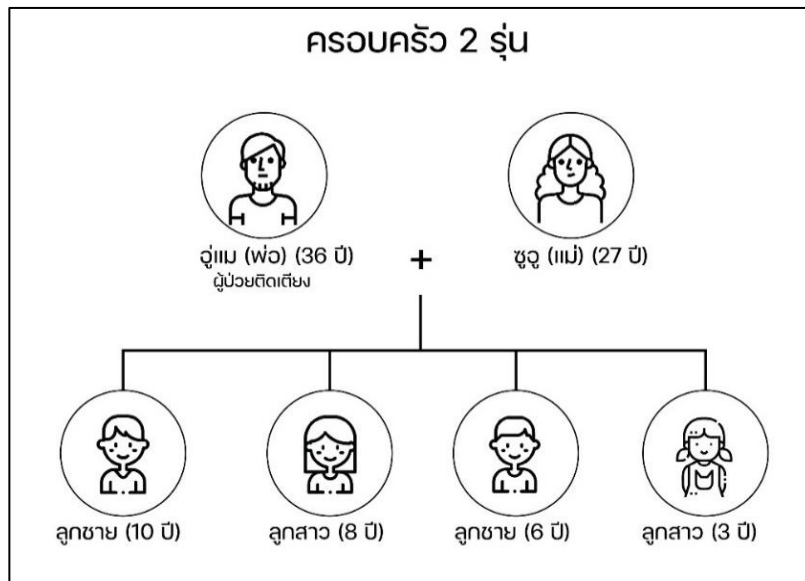 ครอบครัว 2 รุ่น
อู่แม (พ่อ) (36 ปี)
ผู้ป่วยติดเตียง
+
ซูอู (แม่) (27 ปี)
ลูกชาย (10 ปี)
ลูกสาว (8 ปี)
ลูกชาย (6 ปี)
ลูกสาว (3 ปี)